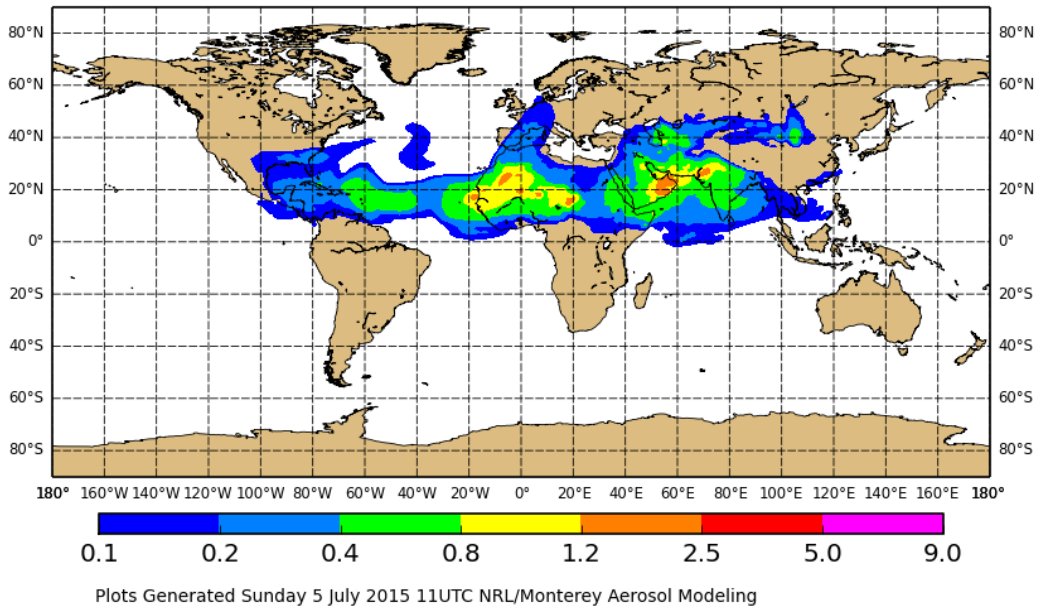 80°N 80°N
60°N 60°N
40°N 40°N
20°N 20°N
0° 0°
20°S 20°S
40°S 40°S
60°S 60°S
80°S 80°S
180° 160°W 140°W 120°W 100°W 80°W 60°W 40°W 20°W 0° 20°E 40°E 60°E 80°E 100°E 120°E 140°E 160°E 180°
0.1 0.2 0.4 0.8 1.2 2.5 5.0 9.0
Plots Generated Sunday 5 July 2015 11UTC NRL/Monterey Aerosol Modeling